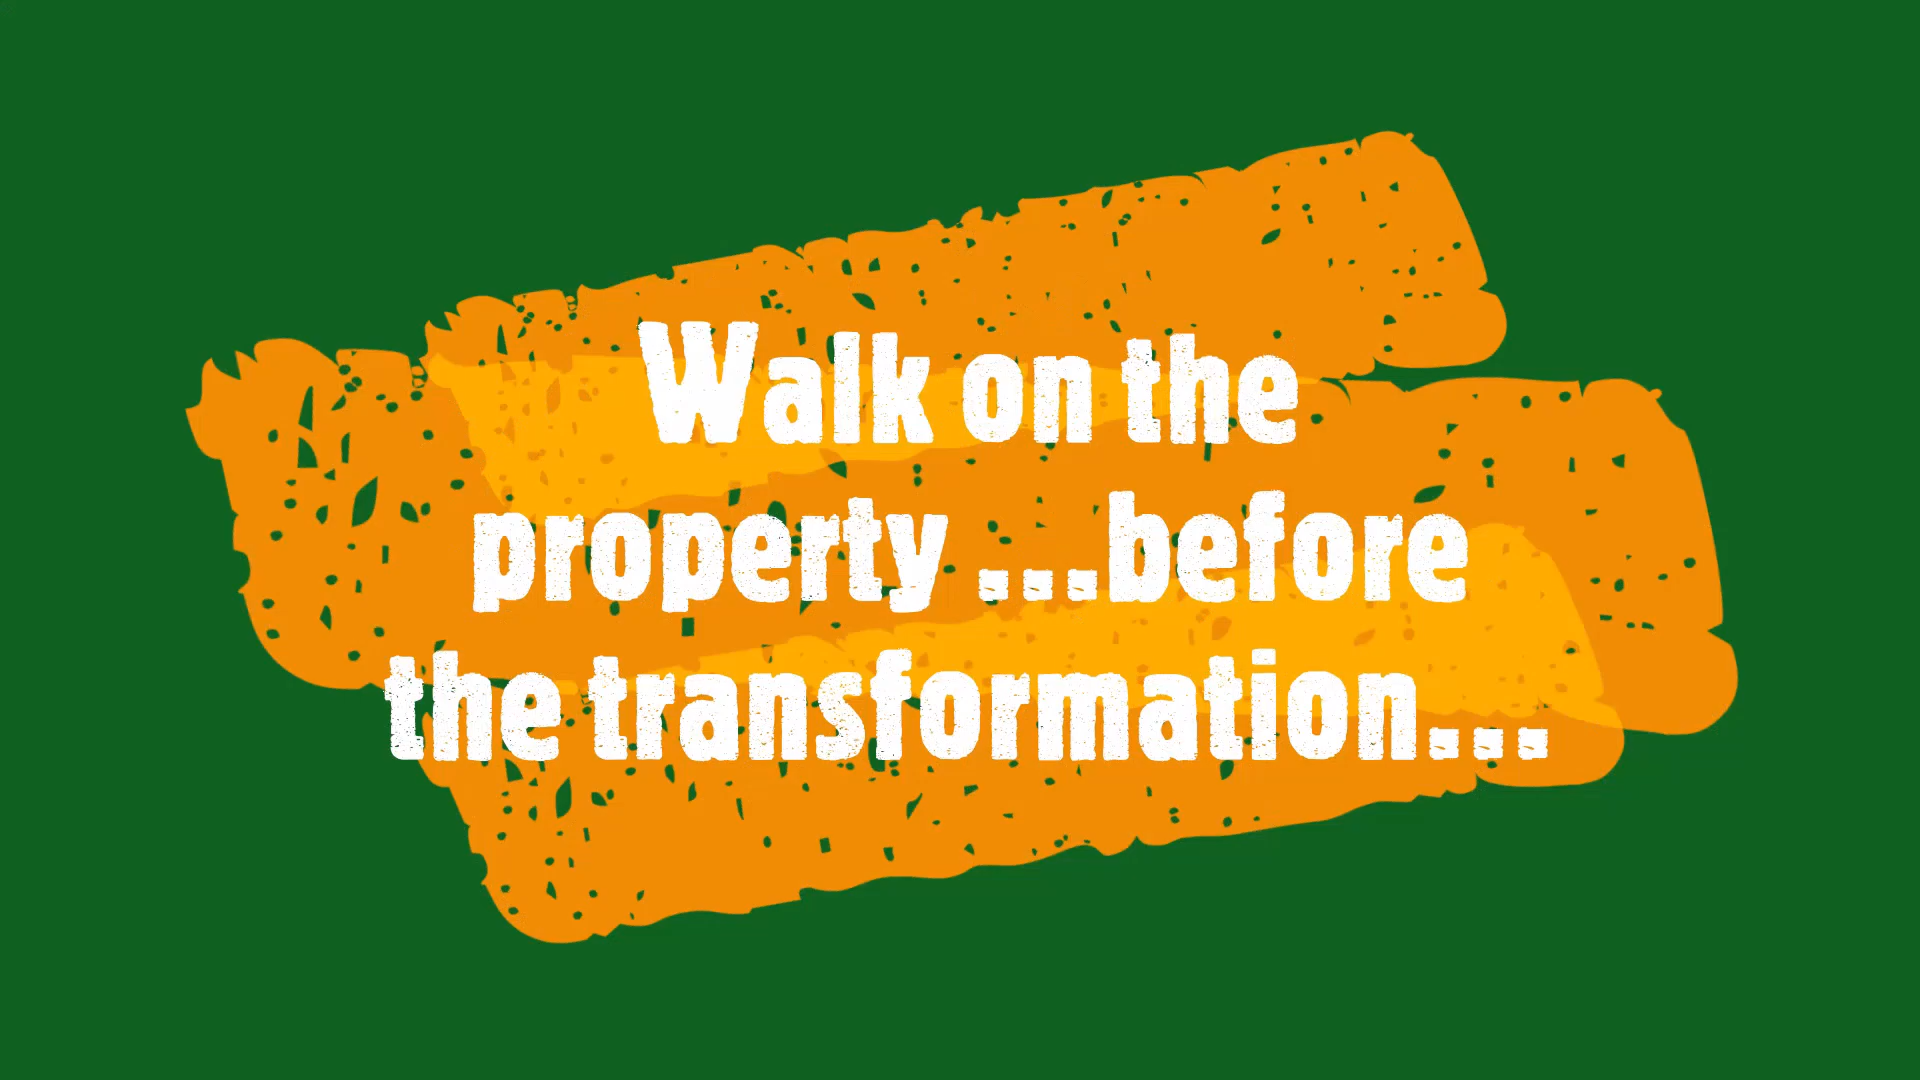 Walk on the
property ...before
the transformation...